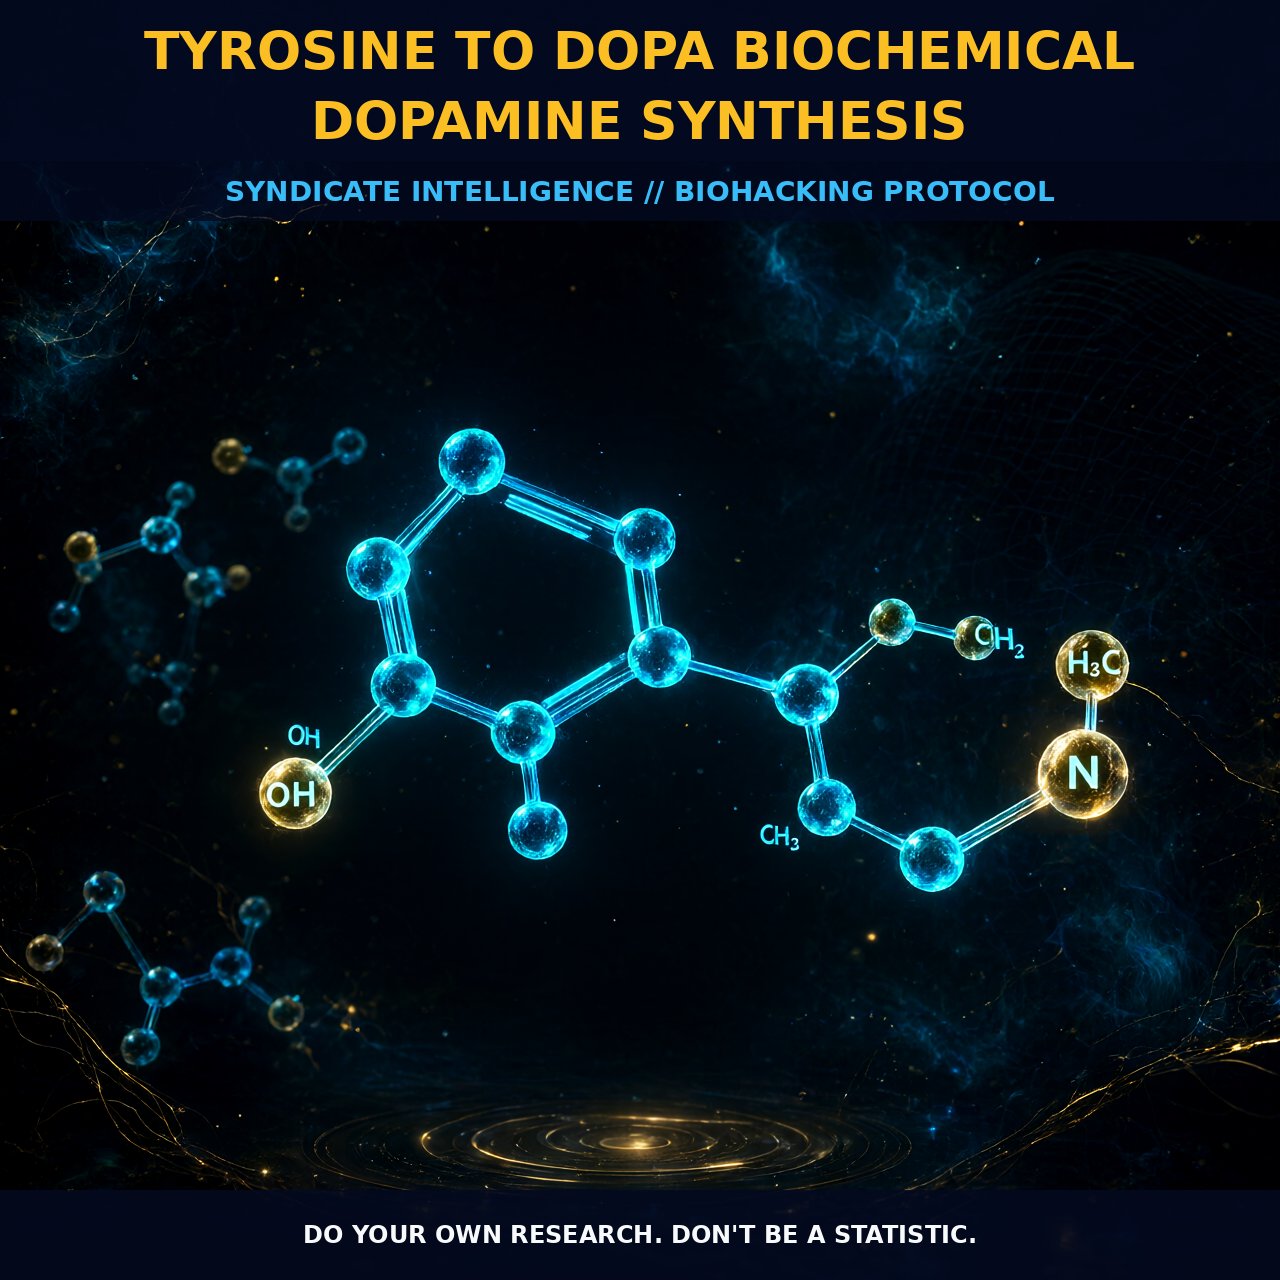 TYROSINE TO DOPA BIOCHEMICAL
DOPAMINE SYNTHESIS
SYNDICATE INTELLIGENCE // BIOHACKING PROTOCOL
CH₂
H₃C
OH
N
OH
CH₃
DO YOUR OWN RESEARCH. DON'T BE A STATISTIC.